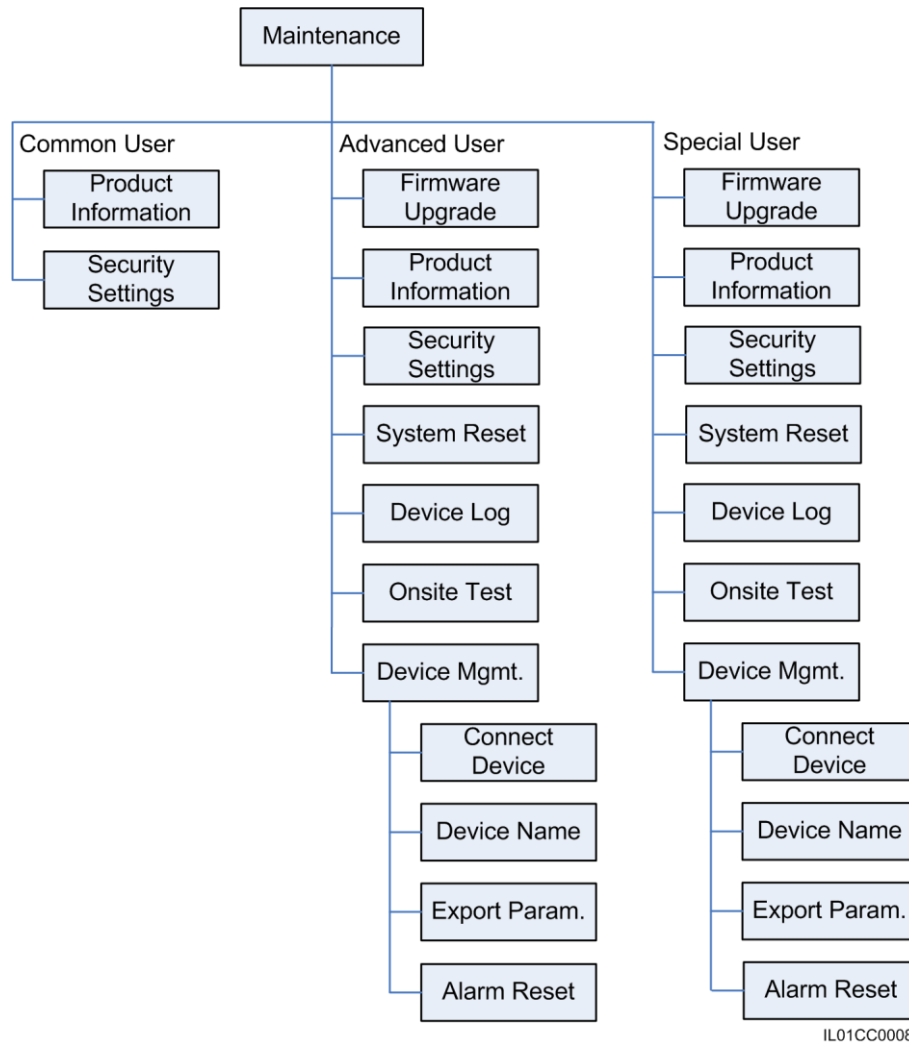 Maintenance
Common User
Product
Information
Security
Settings
Advanced User
Firmware
Upgrade
Product
Information
Security
Settings
System Reset
Device Log
Onsite Test
Device Mgmt.
Connect
Device
Device Name
Export Param.
Alarm Reset
Special User
Firmware
Upgrade
Product
Information
Security
Settings
System Reset
Device Log
Onsite Test
Device Mgmt.
Connect
Device
Device Name
Export Param.
Alarm Reset
IL01CC0008